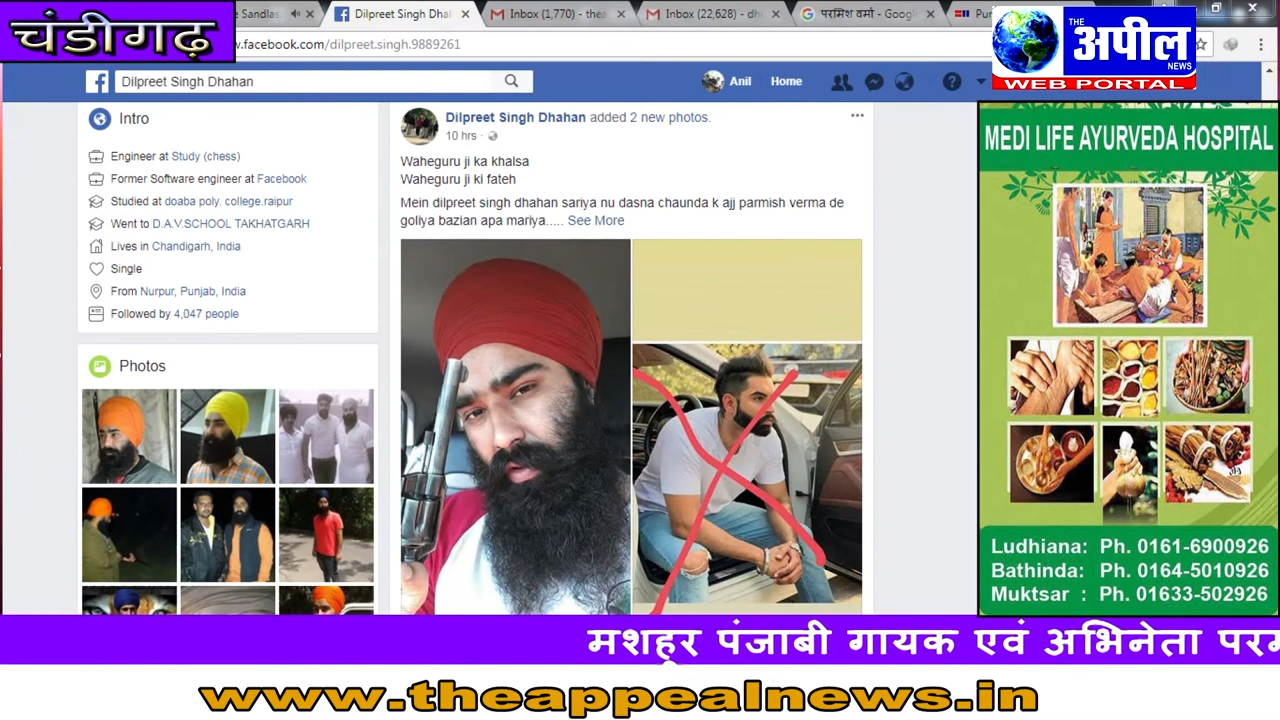 चंडीगढ़
Sandlas
Dilpreet Singh Dhal
Inbox (1,770) - thea
Inbox (22,628) - dh
परमिश वर्मा - Googl
Pun
w.facebook.com/dilpreet.singh.9889261
THE
अपील
NEWS
WEB PORTAL
Dilpreet Singh Dhahan
Anil
Home
Intro
Engineer at Study (chess)
Former Software engineer at Facebook
Studied at doaba poly. college.raipur
Went to D.A.V.SCHOOL TAKHATGARH
Lives in Chandigarh, India
Single
From Nurpur, Punjab, India
Followed by 4,047 people
Photos
Dilpreet Singh Dhahan added 2 new photos.
10 hrs ·
Waheguru ji ka khalsa
Waheguru ji ki fateh
Mein dilpreet singh dhahan sariya nu dasna chaunda k ajj parmish verma de
goliya bazian apa mariya..... See More
MEDI LIFE AYURVEDA HOSPITAL
Ludhiana: Ph. 0161-6900926
Bathinda: Ph. 0164-5010926
Muktsar : Ph. 01633-502926
मशहूर पंजाबी गायक एवं अभिनेता परम
www.theappealnews.in